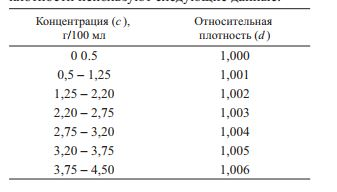 Концентрация (c), Относительная
г/100 мл плотность (d)
0 0.5 1,000
0,5 – 1,25 1,001
1,25 – 2,20 1,002
2,20 – 2,75 1,003
2,75 – 3,20 1,004
3,20 – 3,75 1,005
3,75 – 4,50 1,006